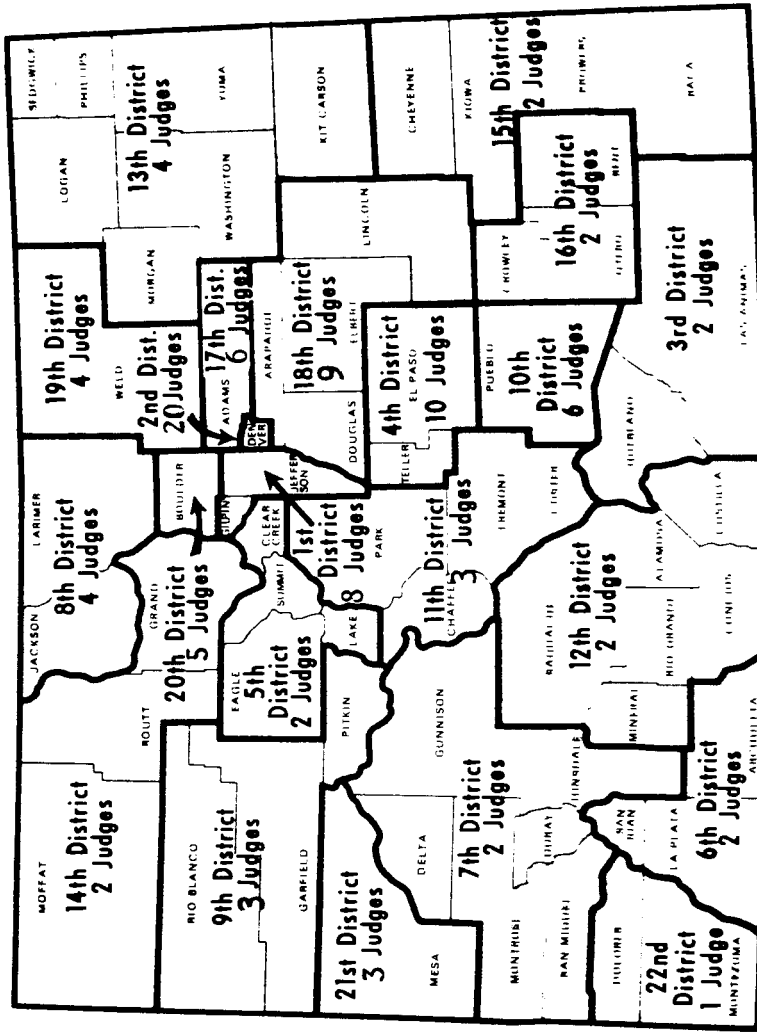 MOFFAT
14th District
2 Judges
ROUTT
JACKSON
LARIMER
8th District
4 Judges
GRAND
20th District
5 Judges
BOULDER
19th District
4 Judges
WELD
2nd Dist.
20 Judges
LOGAN
SEDGWICK
PHILLIPS
13th District
4 Judges
MORGAN
WASHINGTON
YUMA
KIT CARSON
RIO BLANCO
9th District
3 Judges
GARFIELD
EAGLE
5th
District
2 Judges
SUMMIT
PITKIN
LAKE
GILPIN
CLEAR
CREEK
JEFFER
SON
1st
District
8 Judges
PARK
ADAMS
17th Dist.
6 Judges
DEN
VER
ARAPAHOE
18th District
9 Judges
ELBERT
DOUGLAS
LINCOLN
CHEYENNE
KIOWA
15th District
2 Judges
PROWERS
BACA
21st District
3 Judges
MESA
DELTA
GUNNISON
7th District
2 Judges
MONTROSE
OURAY
SAN MIGUEL
HINSDALE
CHAFFEE
11th District
3 Judges
FREMONT
CUSTER
TELLER
4th District
EL PASO
10 Judges
PUEBLO
10th
District
6 Judges
CROWLEY
OTERO
BENT
16th District
2 Judges
3rd District
2 Judges
LAS ANIMAS
HUERFANO
SAGUACHE
12th District
2 Judges
MINERAL
RIO GRANDE
ALAMOSA
CONEJOS
COSTILLA
DOLORES
22nd
District
1 Judge
MONTEZUMA
SAN
JUAN
LA PLATA
6th District
2 Judges
ARCHULETA